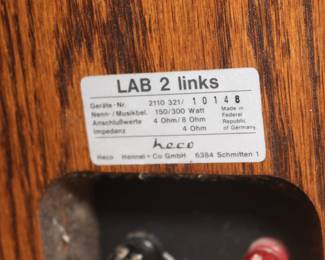 LAB 2 links
Geräte-Nr. 2110 321/ 10148
Nenn-/Musikbel. 150/300 Watt
Anschlußwerte 4 Ohm/8 Ohm
Impedanz 4 Ohm
Made in
Federal
Republic
of Germany
heco
Heco Hennel+Co GmbH 6384 Schmitten 1